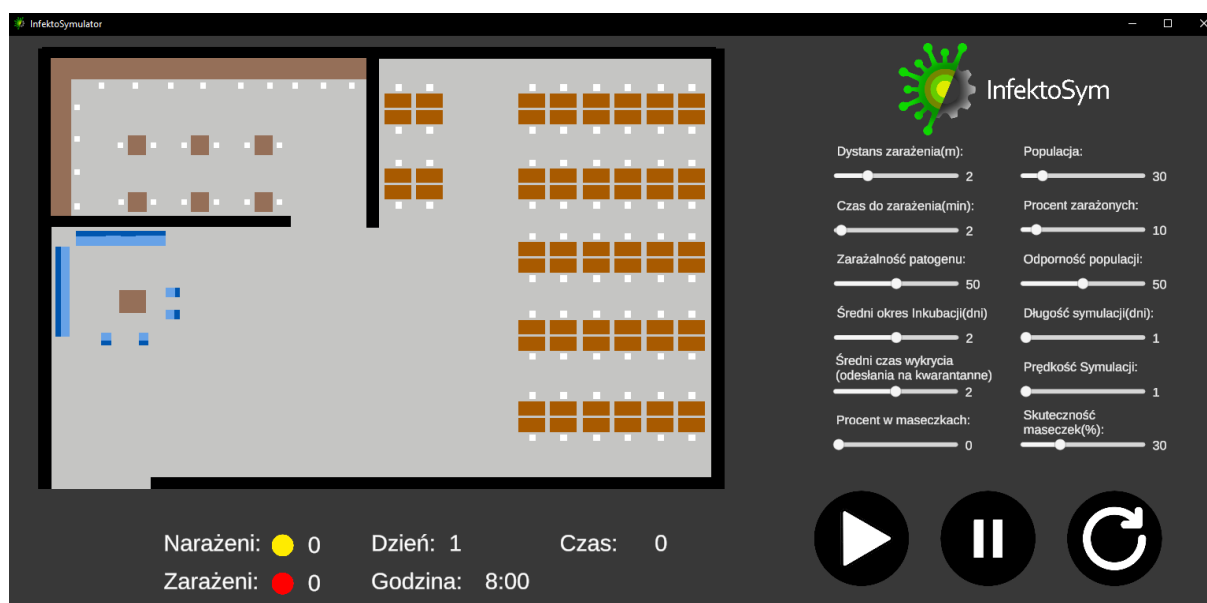 InfektoSymulator
InfektoSym
Dystans zarażenia(m):
2
Populacja:
30
Czas do zarażenia(min):
2
Procent zarażonych:
10
Zarażalność patogenu:
50
Odporność populacji:
50
Średni okres Inkubacji(dni)
2
Długość symulacji(dni):
1
Średni czas wykrycia
(odesłania na kwarantanne)
2
Prędkość Symulacji:
1
Procent w maseczkach:
0
Skuteczność
maseczek(%):
30
Narażeni: 0
Dzień: 1
Czas: 0
Zarażeni: 0
Godzina: 8:00